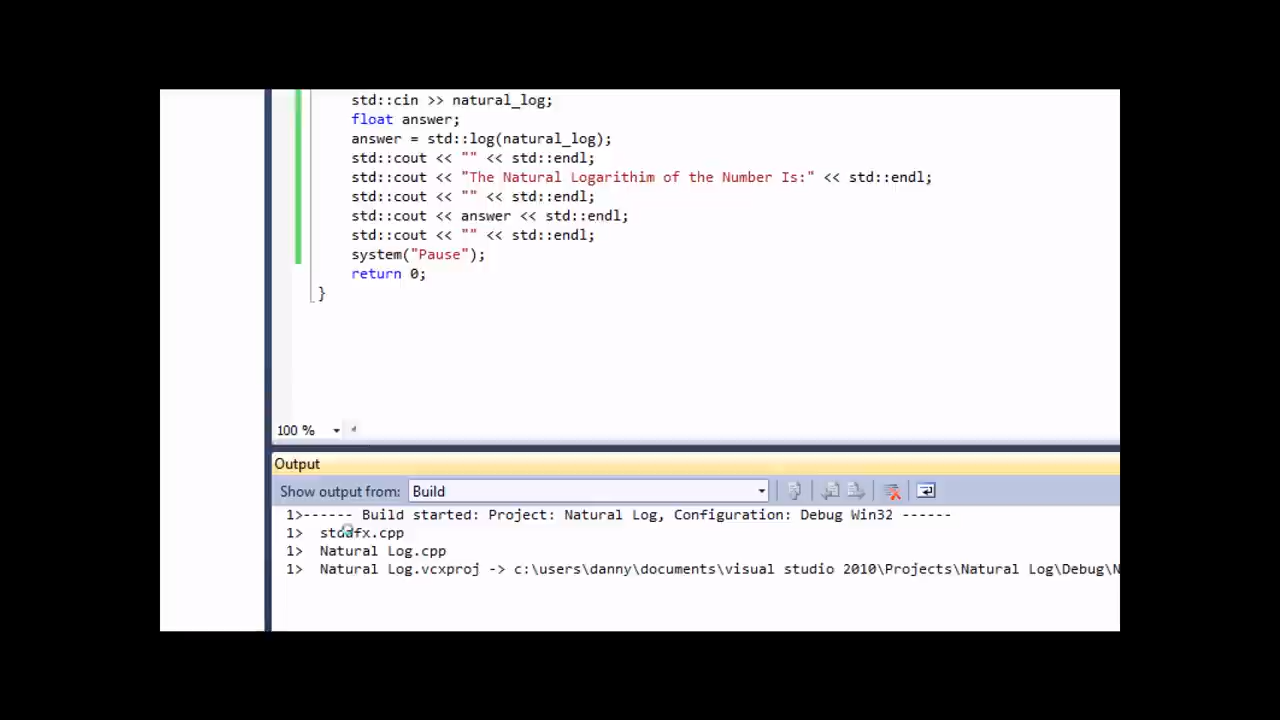 std::cin >> natural_log;
float answer;
answer = std::log(natural_log);
std::cout << "" << std::endl;
std::cout << "The Natural Logarithim of the Number Is:" << std::endl;
std::cout << "" << std::endl;
std::cout << answer << std::endl;
std::cout << "" << std::endl;
system("Pause");
return 0;
}
100 %
Output
Show output from: Build
1>------ Build started: Project: Natural Log, Configuration: Debug Win32 ------
1> stdafx.cpp
1> Natural Log.cpp
1> Natural Log.vcxproj -> c:\users\danny\documents\visual studio 2010\Projects\Natural Log\Debug\N